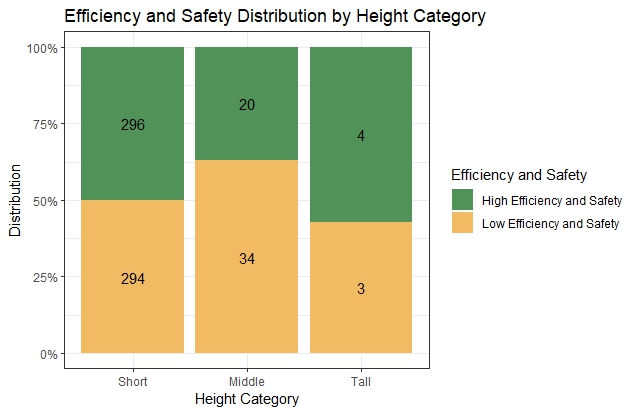 Efficiency and Safety Distribution by Height Category
100%
75%
50%
25%
0%
Distribution
296
20
4
294
34
3
Short
Middle
Tall
Height Category
Efficiency and Safety
High Efficiency and Safety
Low Efficiency and Safety